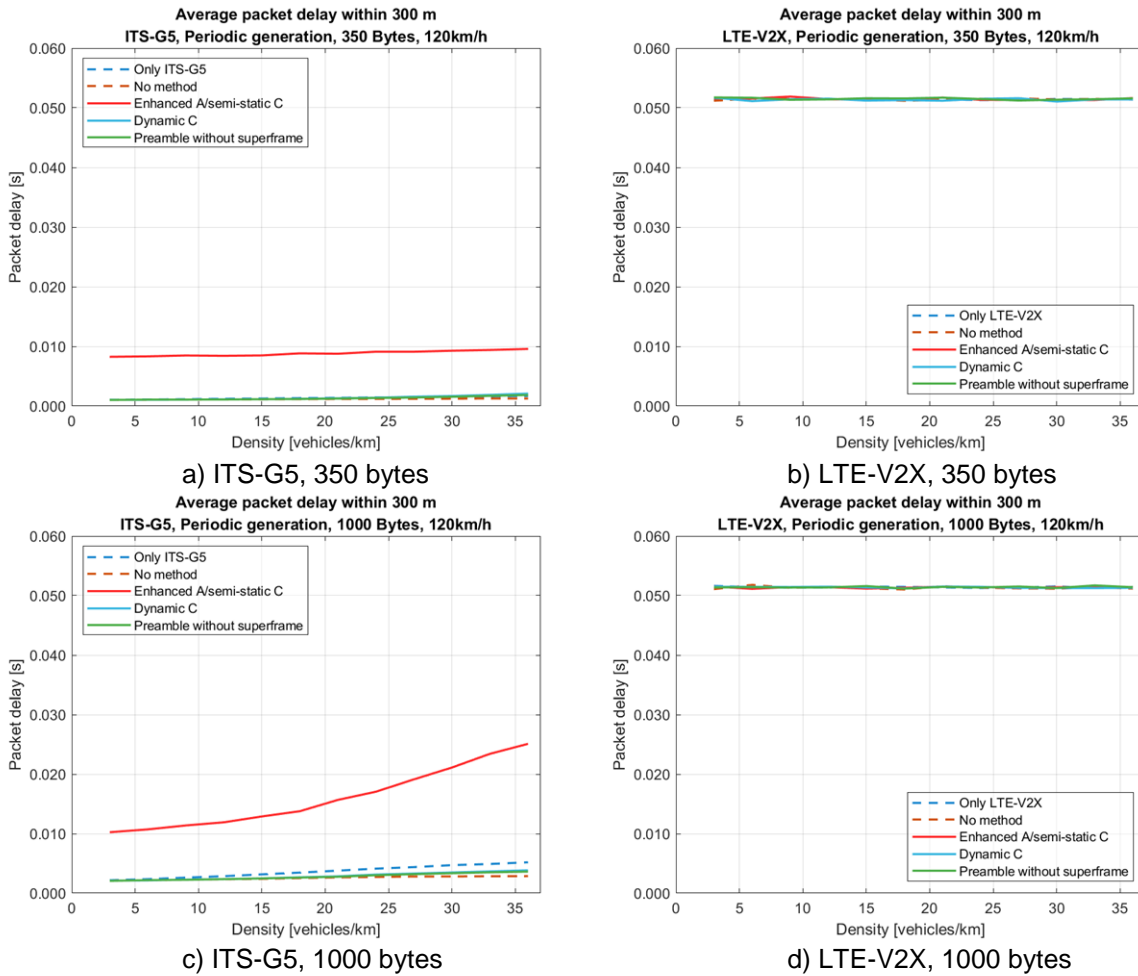 Average packet delay within 300 m
ITS-G5, Periodic generation, 350 Bytes, 120km/h
0.060
0.050
0.040
0.030
0.020
0.010
0.000
Packet delay [s]
Only ITS-G5
No method
Enhanced A/semi-static C
Dynamic C
Preamble without superframe
0 5 10 15 20 25 30 35
Density [vehicles/km]
a) ITS-G5, 350 bytes
Average packet delay within 300 m
LTE-V2X, Periodic generation, 350 Bytes, 120km/h
0.060
0.050
0.040
0.030
0.020
0.010
0.000
Packet delay [s]
Only LTE-V2X
No method
Enhanced A/semi-static C
Dynamic C
Preamble without superframe
0 5 10 15 20 25 30 35
Density [vehicles/km]
b) LTE-V2X, 350 bytes
Average packet delay within 300 m
ITS-G5, Periodic generation, 1000 Bytes, 120km/h
0.060
0.050
0.040
0.030
0.020
0.010
0.000
Packet delay [s]
Only ITS-G5
No method
Enhanced A/semi-static C
Dynamic C
Preamble without superframe
0 5 10 15 20 25 30 35
Density [vehicles/km]
c) ITS-G5, 1000 bytes
Average packet delay within 300 m
LTE-V2X, Periodic generation, 1000 Bytes, 120km/h
0.060
0.050
0.040
0.030
0.020
0.010
0.000
Packet delay [s]
Only LTE-V2X
No method
Enhanced A/semi-static C
Dynamic C
Preamble without superframe
0 5 10 15 20 25 30 35
Density [vehicles/km]
d) LTE-V2X, 1000 bytes